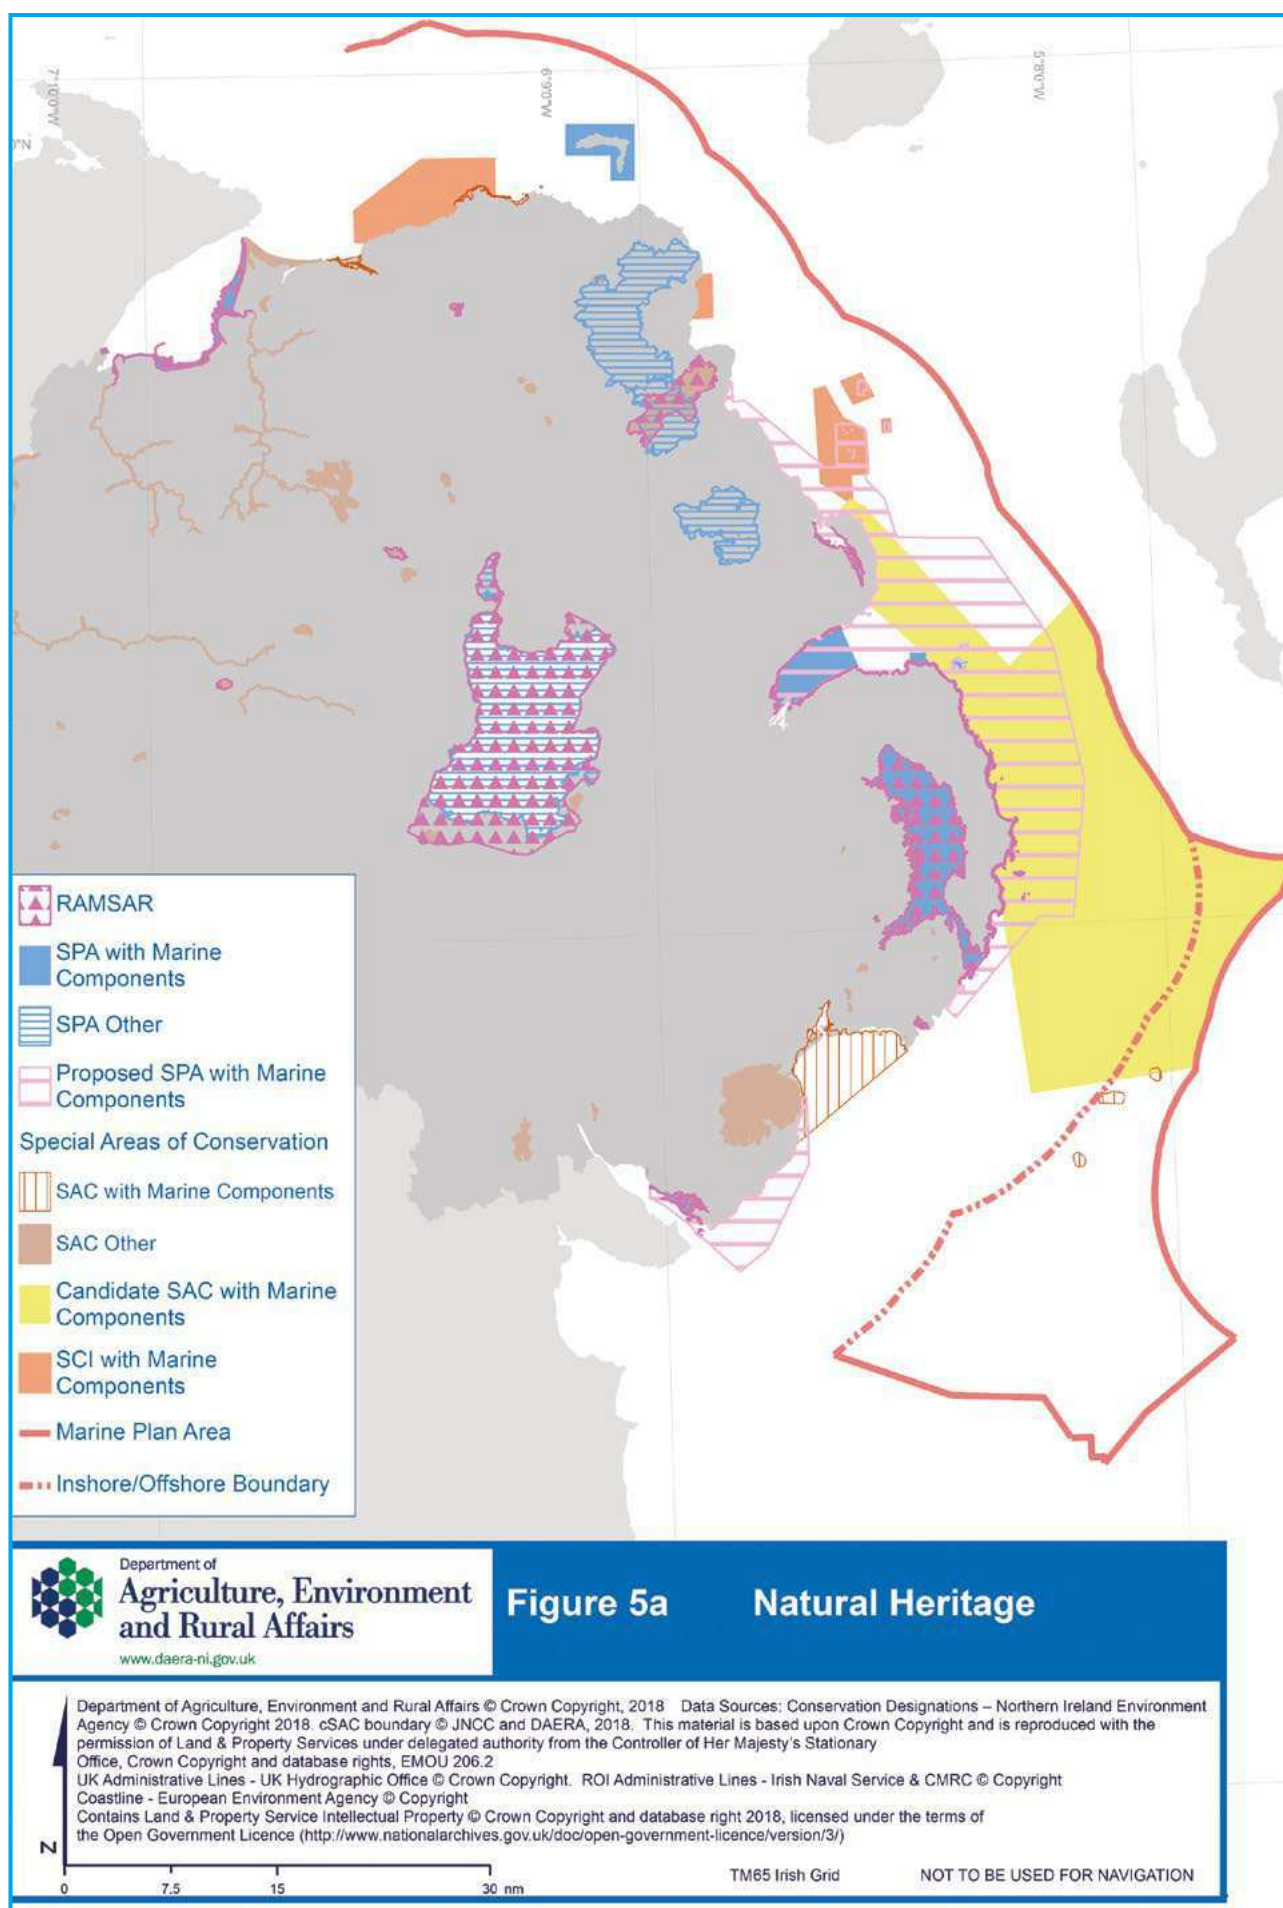 7°10'0"W
6°9'0"W
5°8'0"W
0"N
RAMSAR
SPA with Marine
Components
SPA Other
Proposed SPA with Marine
Components
Special Areas of Conservation
SAC with Marine Components
SAC Other
Candidate SAC with Marine
Components
SCI with Marine
Components
Marine Plan Area
Inshore/Offshore Boundary
Department of
Agriculture, Environment
and Rural Affairs
www.daera-ni.gov.uk
Figure 5a Natural Heritage
Department of Agriculture, Environment and Rural Affairs © Crown Copyright, 2018 Data Sources: Conservation Designations – Northern Ireland Environment
Agency © Crown Copyright 2018. cSAC boundary © JNCC and DAERA, 2018. This material is based upon Crown Copyright and is reproduced with the
permission of Land & Property Services under delegated authority from the Controller of Her Majesty's Stationary
Office, Crown Copyright and database rights, EMOU 206.2
UK Administrative Lines - UK Hydrographic Office © Crown Copyright. ROI Administrative Lines - Irish Naval Service & CMRC © Copyright
Coastline - European Environment Agency © Copyright
Contains Land & Property Service Intellectual Property © Crown Copyright and database right 2018, licensed under the terms of
the Open Government Licence (http://www.nationalarchives.gov.uk/doc/open-government-licence/version/3/)
N
0 7.5 15 30 nm
TM65 Irish Grid NOT TO BE USED FOR NAVIGATION